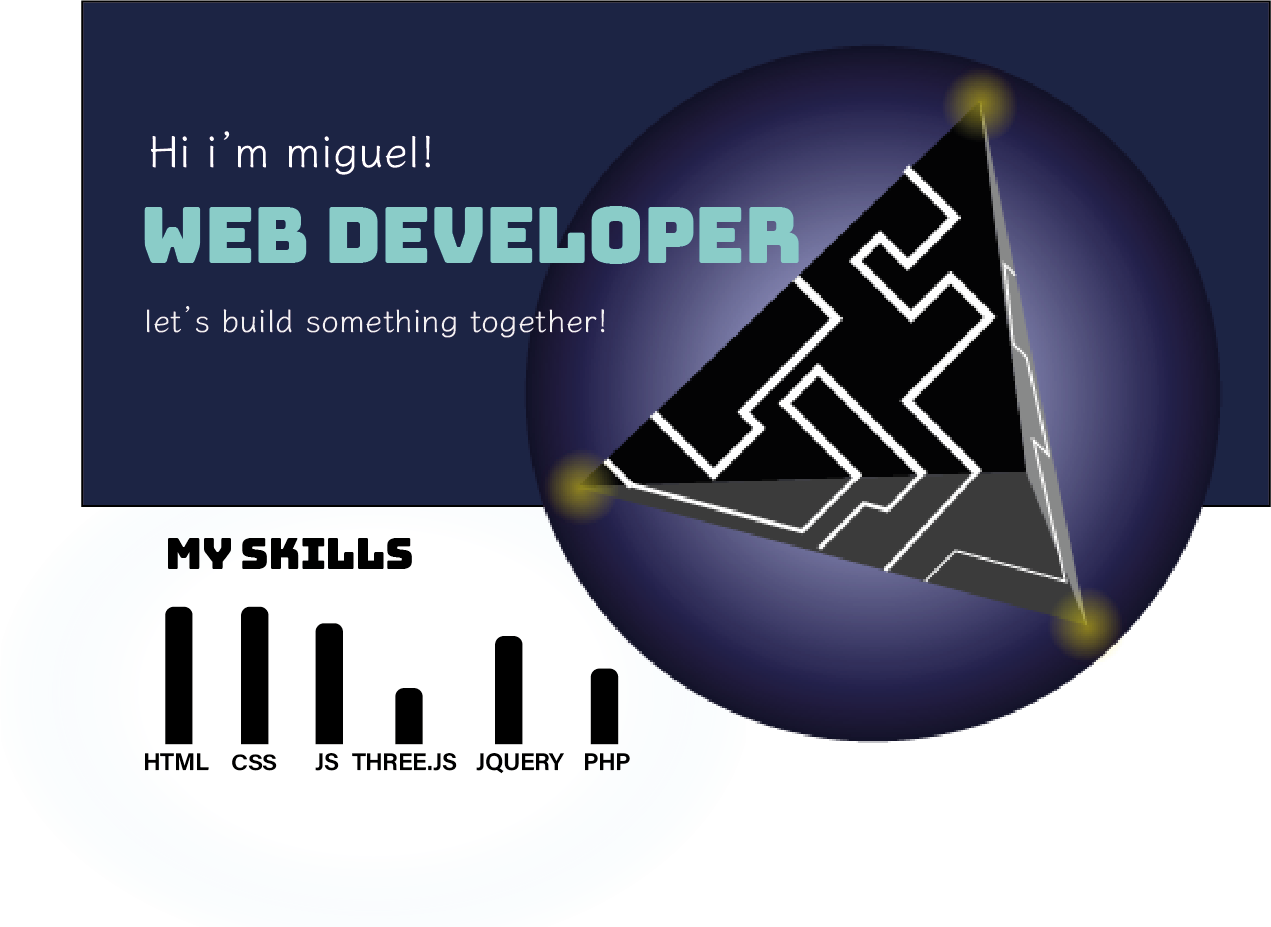 Hi i’m miguel!
WEB DEVELOPER
let’s build something together!
MY SKILLS
HTML CSS JS THREE.JS JQUERY PHP